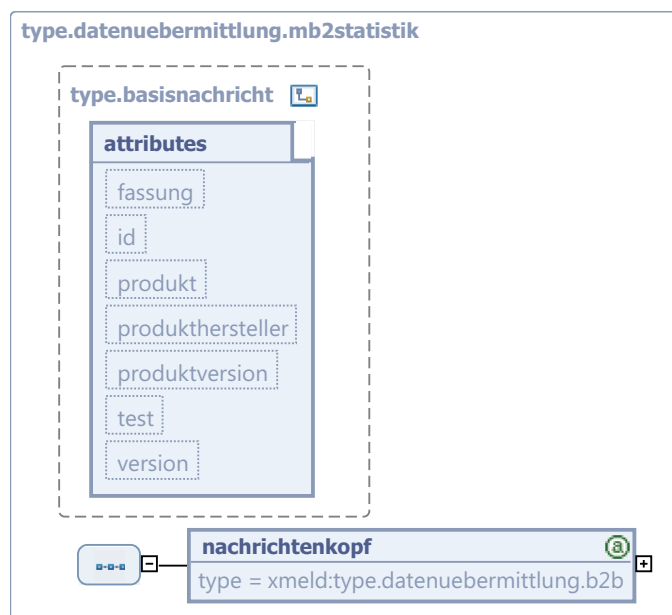 type.datenuebermittlung.mb2statistik
type.basisnachricht
attributes
fassung
id
produkt
produkthersteller
produktversion
test
version
nachrichtenkopf
type = xmeld:type.datenuebermittlung.b2b